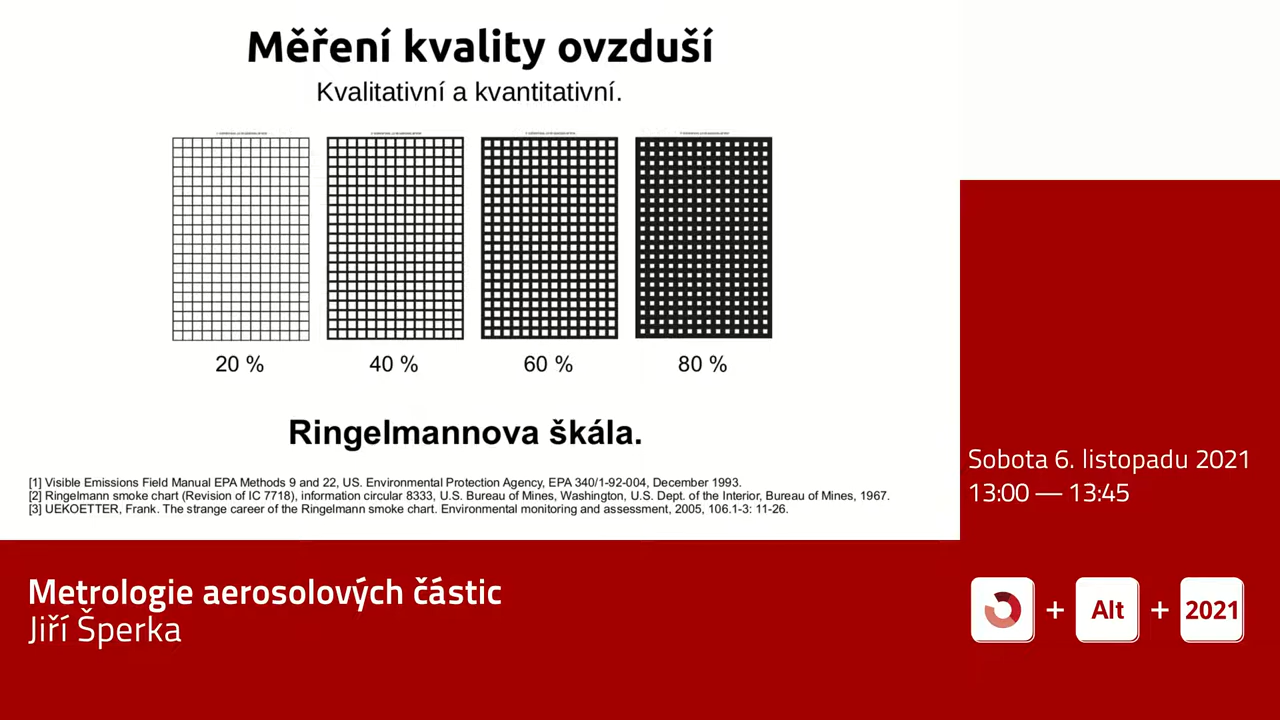 Měření kvality ovzduší
Kvalitativní a kvantitativní.
20 %
40 %
60 %
80 %
Ringelmannova škála.
[1] Visible Emissions Field Manual EPA Methods 9 and 22, US. Environmental Protection Agency, EPA 340/1-92-004, December 1993.
[2] Ringelmann smoke chart (Revision of IC 7718), information circular 8333, U.S. Bureau of Mines, Washington, U.S. Dept. of the Interior, Bureau of Mines, 1967.
[3] UEKOETTER, Frank. The strange career of the Ringelmann smoke chart. Environmental monitoring and assessment, 2005, 106.1-3: 11-26.
Sobota 6. listopadu 2021
13:00 — 13:45
Metrologie aerosolových částic
Jiří Šperka
+ Alt + 2021